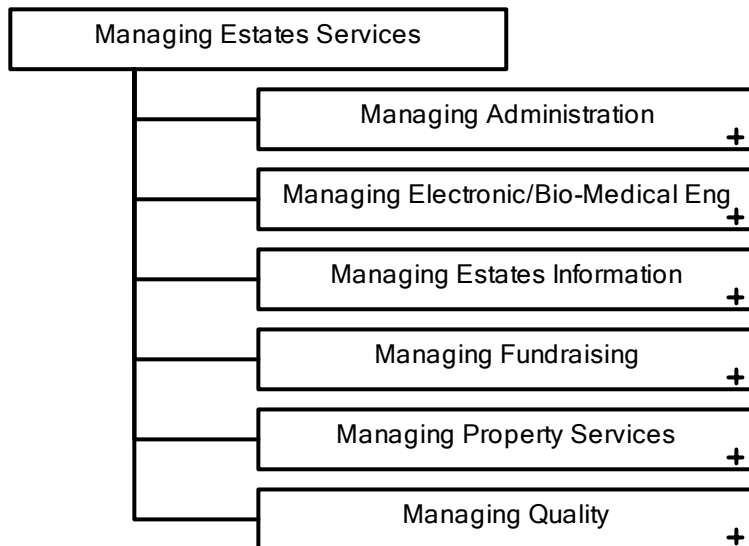 Managing Estates Services
Managing Administration
+
Managing Electronic/Bio-Medical Eng
+
Managing Estates Information
+
Managing Fundraising
+
Managing Property Services
+
Managing Quality
+